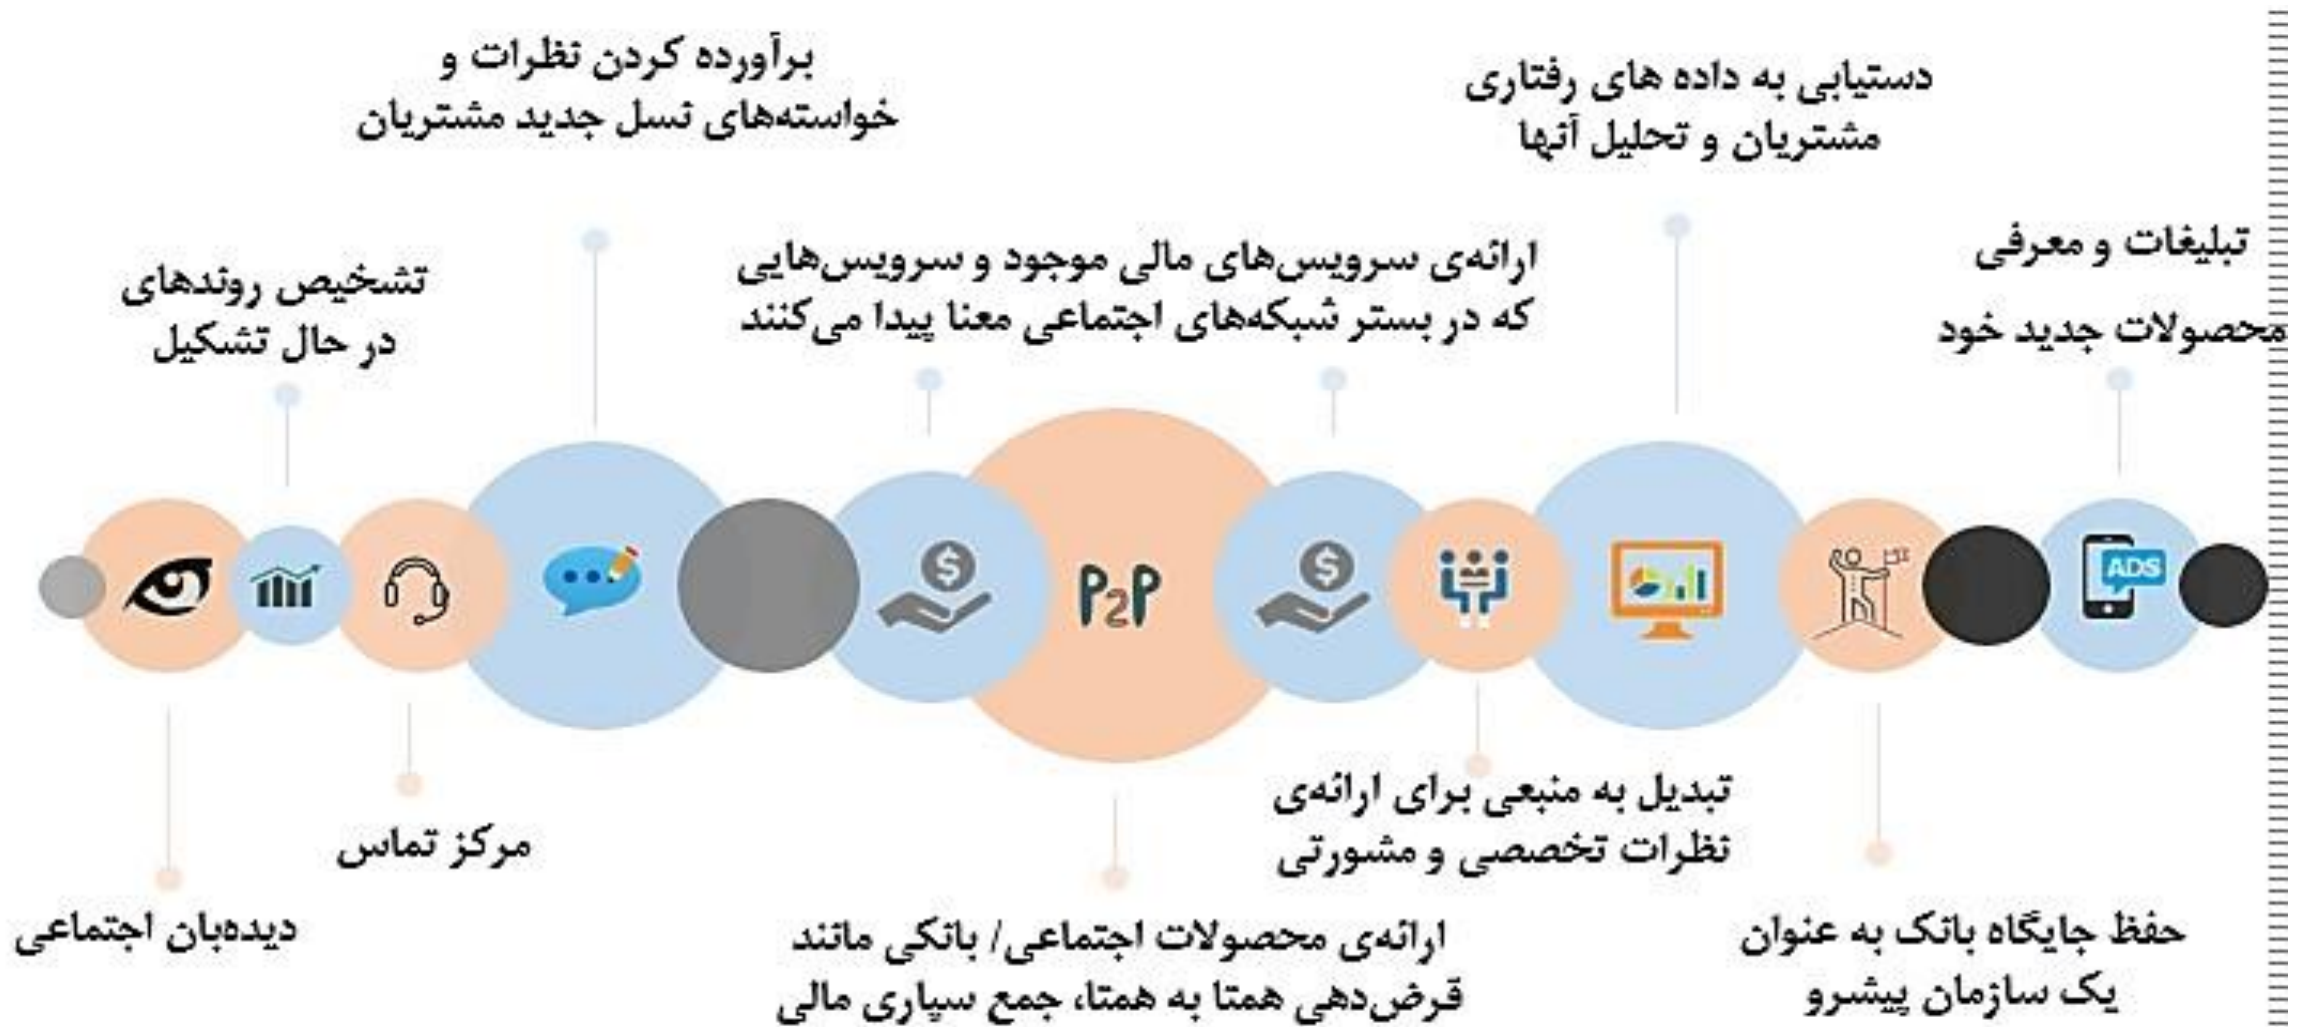 تبلیغات و معرفی
محصولات جدید خود
ADS
حفظ جایگاه بانک به عنوان
یک سازمان پیشرو
دستیابی به داده های رفتاری
مشتریان و تحلیل آنها
تبدیل به منبعی برای ارائه‌ی
نظرات تخصصی و مشورتی
ارائه‌ی سرویس‌های مالی موجود و سرویس‌هایی
که در بستر شبکه‌های اجتماعی معنا پیدا می‌کنند
$
P2P
$
ارائه‌ی محصولات اجتماعی/ بانکی مانند
قرض‌دهی همتا به همتا، جمع سپاری مالی
برآورده کردن نظرات و
خواسته‌های نسل جدید مشتریان
مرکز تماس
تشخیص روندهای
در حال تشکیل
دیده‌بان اجتماعی